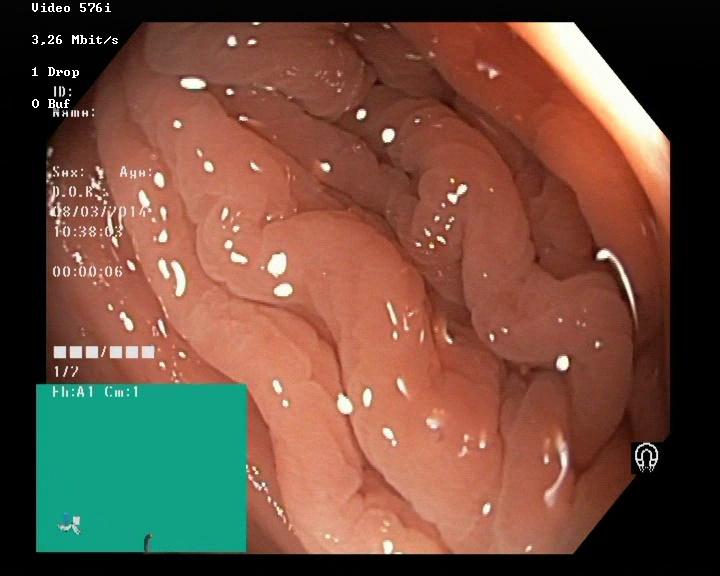 Video 576i
3,26 Mbit/s
1 Drop
0 Buf
ID:
Name:
Sex: Age:
D.O.B.:
08/03/2014
10:38:03
00:00:06
/
1/2
Eh:A1 Cm:1